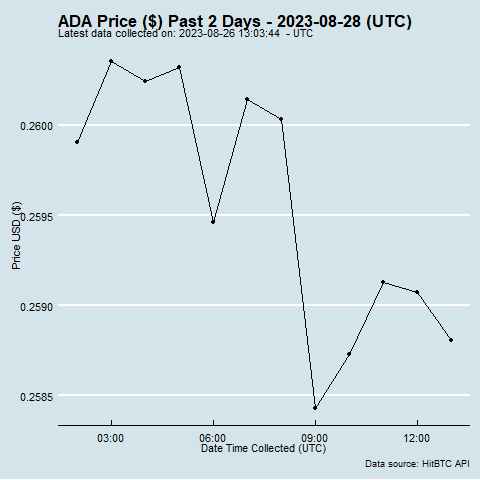 ADA Price ($) Past 2 Days - 2023-08-28 (UTC)
Latest data collected on: 2023-08-26 13:03:44  - UTC
0.2600
0.2595
0.2590
0.2585
Price USD ($)
03:00
06:00
09:00
12:00
Date Time Collected (UTC)
Data source: HitBTC API